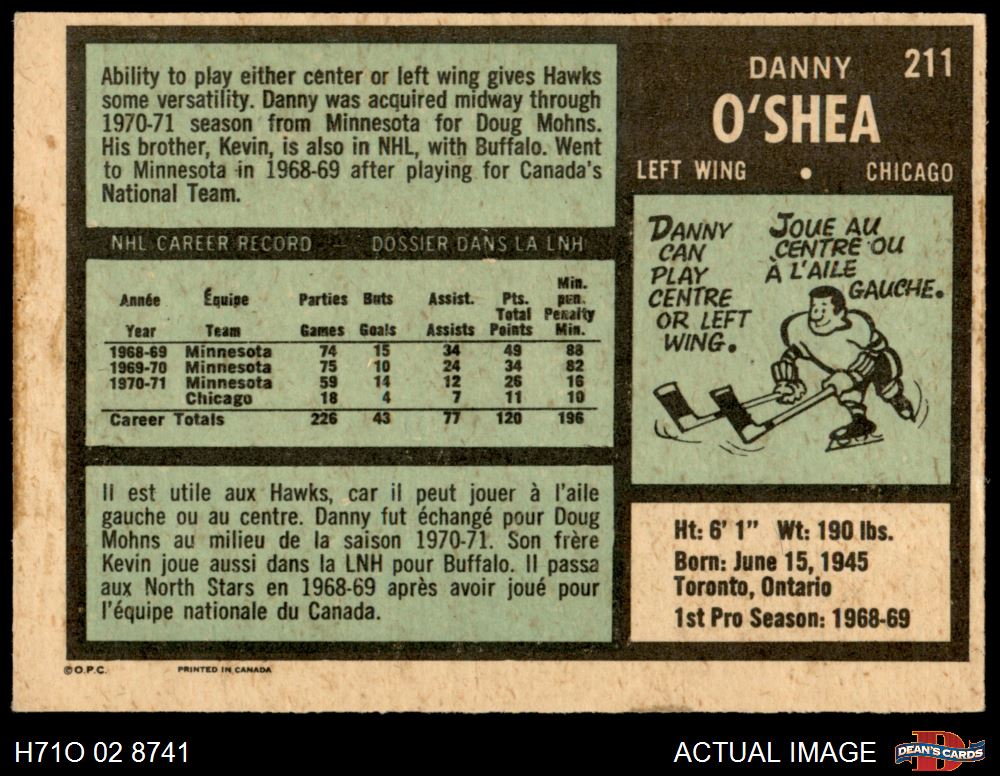 Ability to play either center or left wing gives Hawks
some versatility. Danny was acquired midway through
1970-71 season from Minnesota for Doug Mohns.
His brother, Kevin, is also in NHL, with Buffalo. Went
to Minnesota in 1968-69 after playing for Canada's
National Team.
NHL CAREER RECORD — DOSSIER DANS LA LNH
Année Équipe Parties Buts Assist. Pts. Total Min. pun.
Year Team Games Goals Assists Points Penalty Min.
1968-69 Minnesota 74 15 34 49 88
1969-70 Minnesota 75 10 24 34 82
1970-71 Minnesota 59 14 12 26 16
Chicago 18 4 7 11 10
Career Totals 226 43 77 120 196
Il est utile aux Hawks, car il peut jouer à l'aile
gauche ou au centre. Danny fut échangé pour Doug
Mohns au milieu de la saison 1970-71. Son frère
Kevin joue aussi dans la LNH pour Buffalo. Il passa
aux North Stars en 1968-69 après avoir joué pour
l'équipe nationale du Canada.
DANNY 211
O'SHEA
LEFT WING • CHICAGO
DANNY
CAN
PLAY
CENTRE
OR LEFT
WING.
JOUE AU
CENTRE OU
À L'AILE
GAUCHE.
Ht: 6' 1" Wt: 190 lbs.
Born: June 15, 1945
Toronto, Ontario
1st Pro Season: 1968-69
©O.P.C. PRINTED IN CANADA
H71O 02 8741
ACTUAL IMAGE
D
DEAN'S CARDS